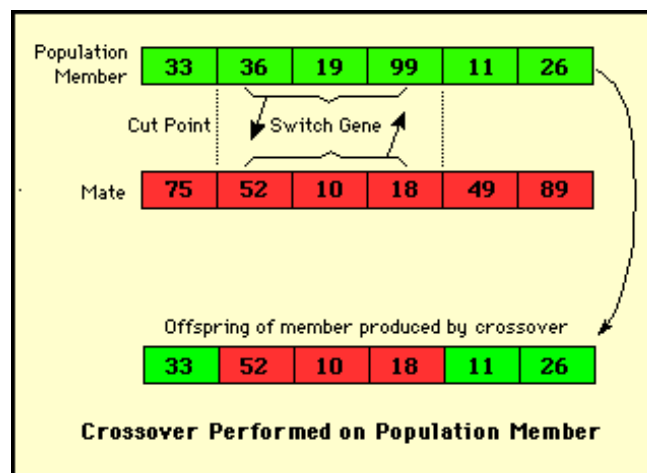 Population
Member
33 36 19 99 11 26
Cut Point
Switch Gene
Mate
75 52 10 18 49 89
Offspring of member produced by crossover
33 52 10 18 11 26
Crossover Performed on Population Member